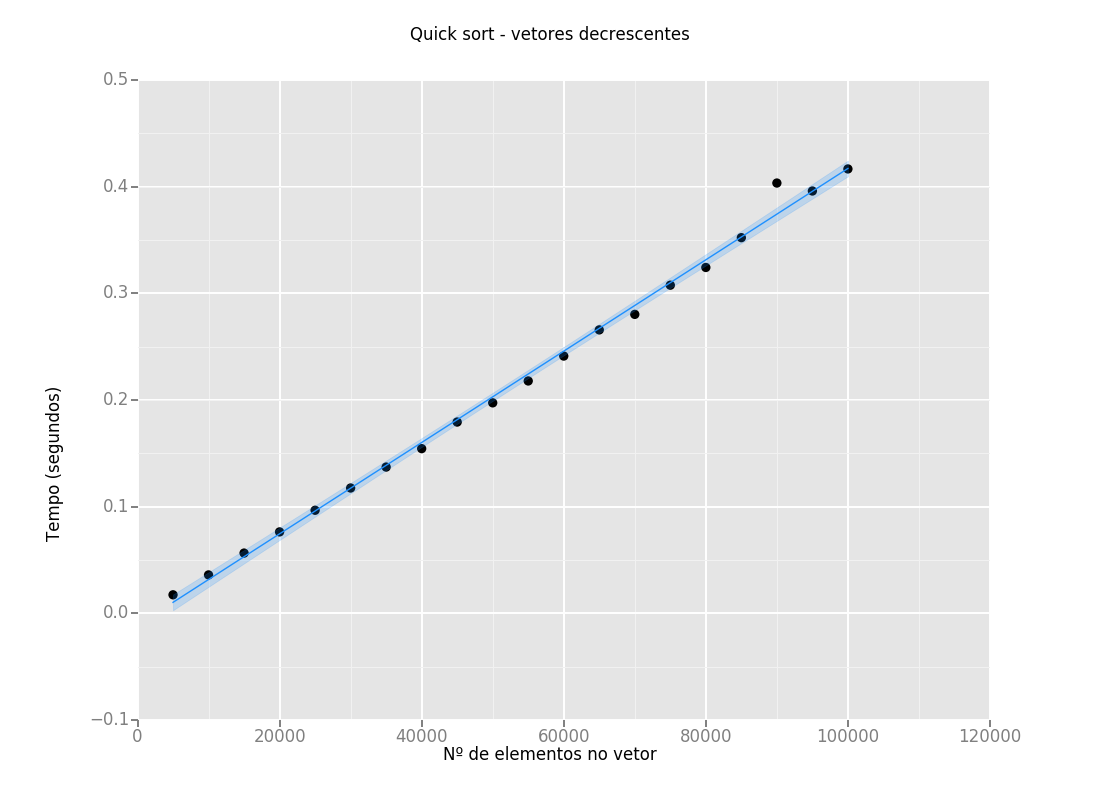 Quick sort - vetores decrescentes
0.5
0.4
0.3
0.2
0.1
0.0
−0.1
Tempo (segundos)
0 20000 40000 60000 80000 100000 120000
Nº de elementos no vetor